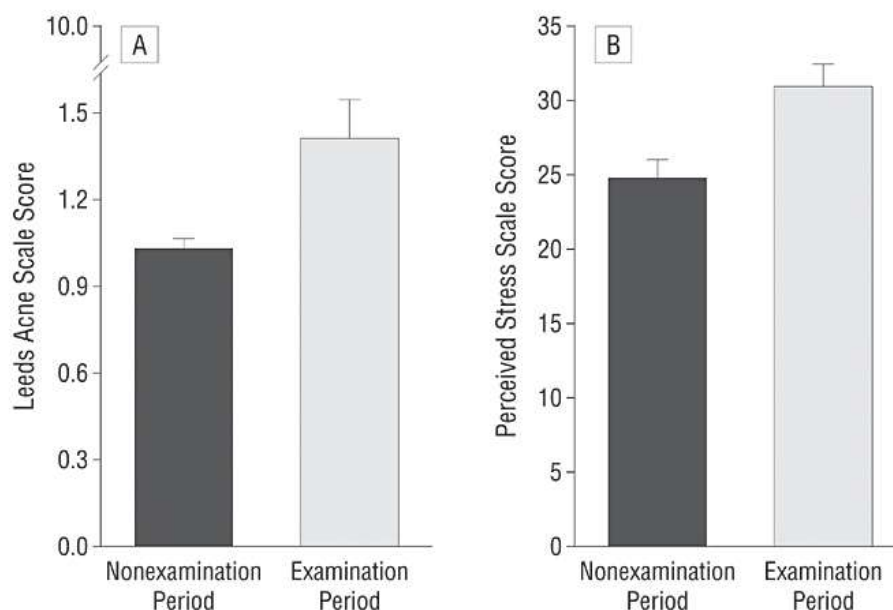 A
10.0
1.5
1.2
0.9
0.6
0.3
0.0
Leeds Acne Scale Score
Nonexamination
Period
Examination
Period
B
35
30
25
20
15
10
5
0
Perceived Stress Scale Score
Nonexamination
Period
Examination
Period